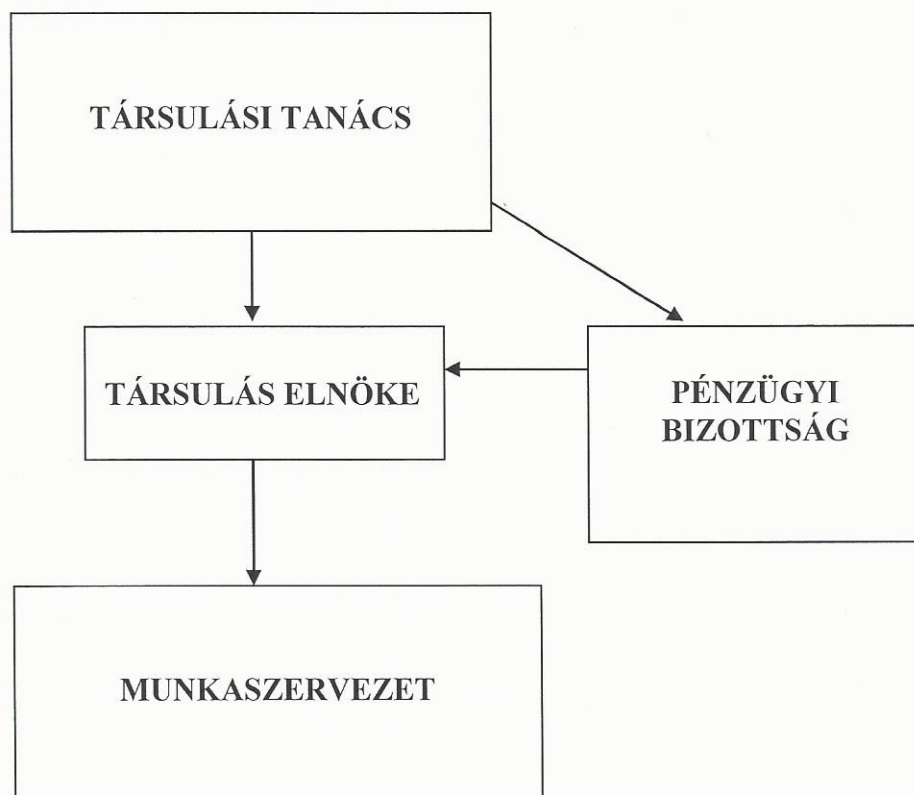 TÁRSULÁSI TANÁCS
TÁRSULÁS ELNÖKE
PÉNZÜGYI
BIZOTTSÁG
MUNKASZERVEZET